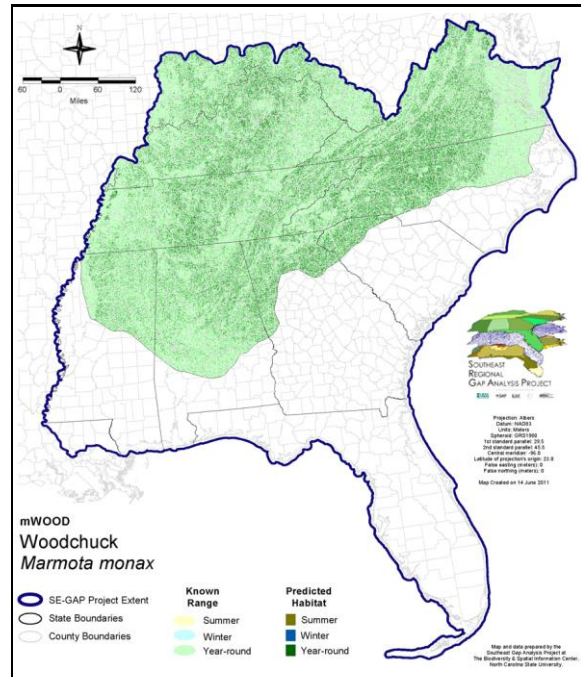 N
60 0 60 120
Miles
SOUTHEAST
REGIONAL
GAP ANALYSIS PROJECT
Projection: Albers
Datum: NAD83
Units: Meters
Spheroid: GRS1980
1st standard parallel: 29.5
2nd standard parallel: 45.5
Central meridian: -96.0
Latitude of projection's origin: 23.0
False easting (meters): 0
False northing (meters): 0
Map Created on 14 June 2011
mWOOD
Woodchuck
Marmota monax
SE-GAP Project Extent
State Boundaries
County Boundaries
Known
Range
Summer
Winter
Year-round
Predicted
Habitat
Summer
Winter
Year-round
Map and data prepared by the
Southeast Gap Analysis Project at
The Biodiversity & Spatial Information Center,
North Carolina State University.